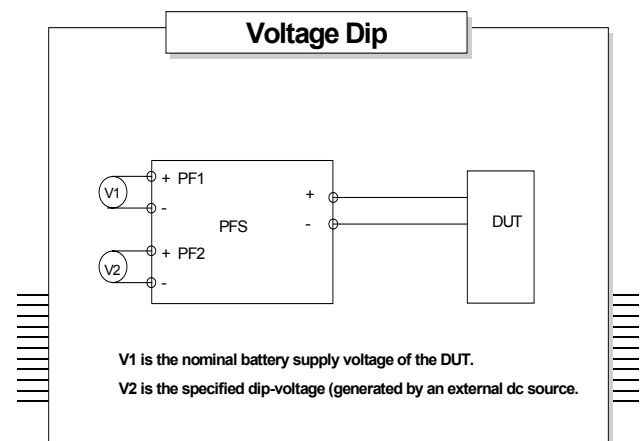 Voltage Dip
+ PF1
V1
-
+
PFS
-
DUT
+ PF2
V2
-
V1 is the nominal battery supply voltage of the DUT.
V2 is the specified dip-voltage (generated by an external dc source.